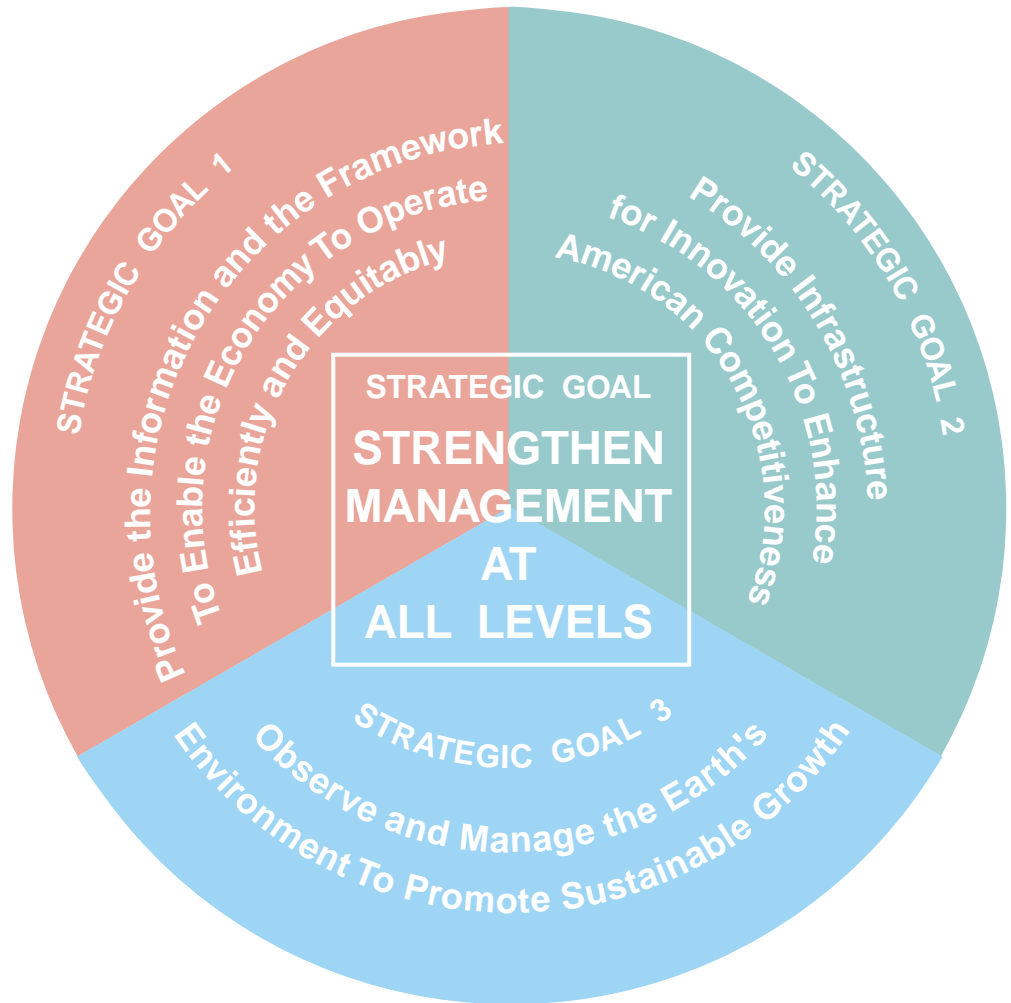 STRATEGIC GOAL 1
Provide the Information and the Framework
To Enable the Economy To Operate
Efficiently and Equitably
STRATEGIC GOAL 2
Provide Infrastructure
for Innovation To Enhance
American Competitiveness
STRATEGIC GOAL
STRENGTHEN
MANAGEMENT
AT
ALL LEVELS
STRATEGIC GOAL 3
Observe and Manage the Earth's
Environment To Promote Sustainable Growth